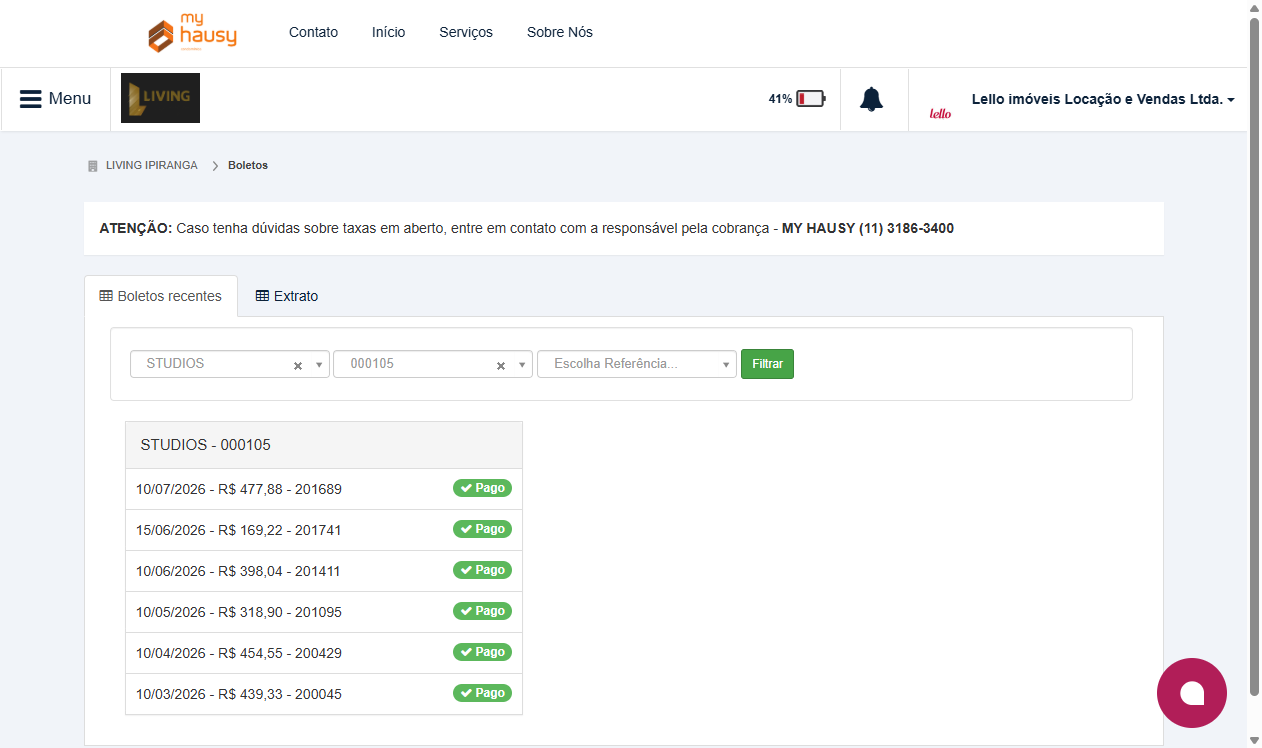 my
hausy
Contato
Início
Serviços
Sobre Nós
Menu
LIVING
41%
lello
Lello imóveis Locação e Vendas Ltda.
LIVING IPIRANGA
Boletos
ATENÇÃO: Caso tenha dúvidas sobre taxas em aberto, entre em contato com a responsável pela cobrança - MY HAUSY (11) 3186-3400
Boletos recentes
Extrato
STUDIOS
000105
Escolha Referência...
Filtrar
STUDIOS - 000105
10/07/2026 - R$ 477,88 - 201689 Pago
15/06/2026 - R$ 169,22 - 201741 Pago
10/06/2026 - R$ 398,04 - 201411 Pago
10/05/2026 - R$ 318,90 - 201095 Pago
10/04/2026 - R$ 454,55 - 200429 Pago
10/03/2026 - R$ 439,33 - 200045 Pago